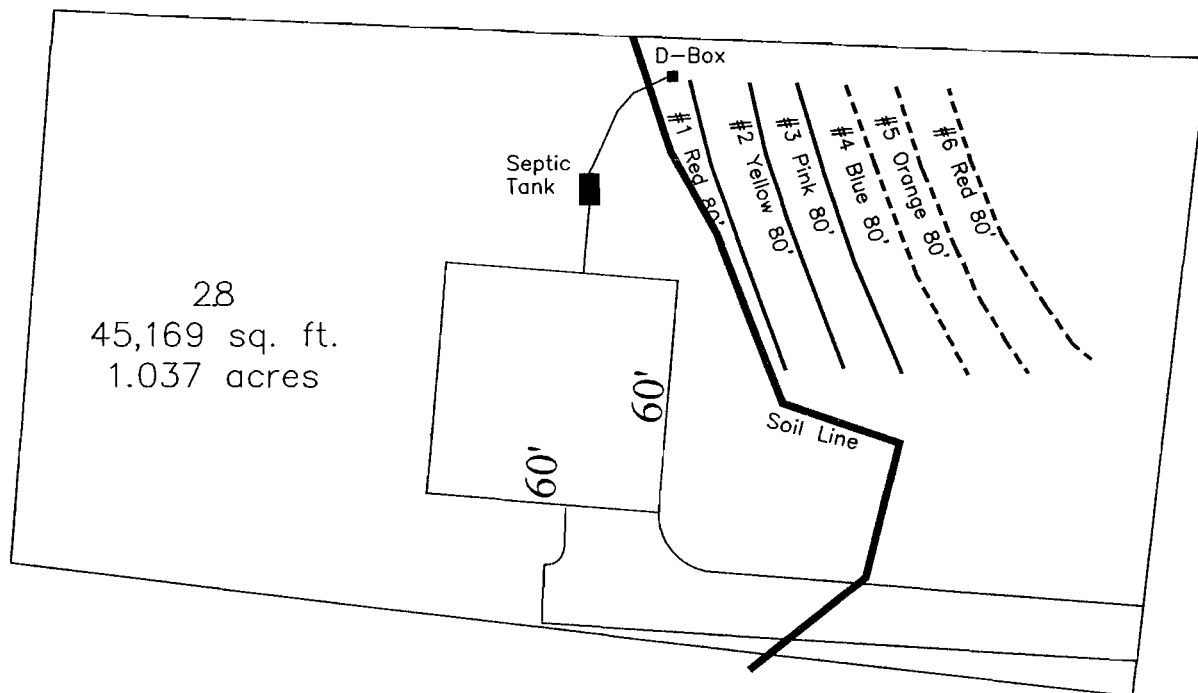 D-Box
Septic
Tank
#1 Red 80'
#2 Yellow 80'
#3 Pink 80'
#4 Blue 80'
#5 Orange 80'
#6 Red 80'
28
45,169 sq. ft.
1.037 acres
60'
60'
Soil Line